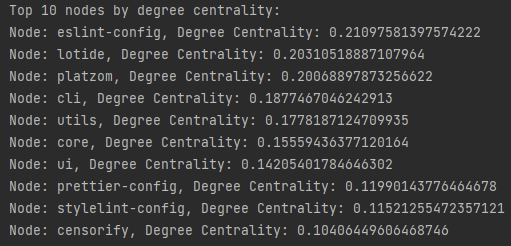 Top 10 nodes by degree centrality:
Node: eslint-config, Degree Centrality: 0.21097581397574222
Node: lotide, Degree Centrality: 0.20310518887107964
Node: platzom, Degree Centrality: 0.20068897873256622
Node: cli, Degree Centrality: 0.1877467046242913
Node: utils, Degree Centrality: 0.1778187124709935
Node: core, Degree Centrality: 0.15559436377120164
Node: ui, Degree Centrality: 0.14205401784646302
Node: prettier-config, Degree Centrality: 0.11990143776464678
Node: stylelint-config, Degree Centrality: 0.11521255472357121
Node: censorify, Degree Centrality: 0.10406449606468746